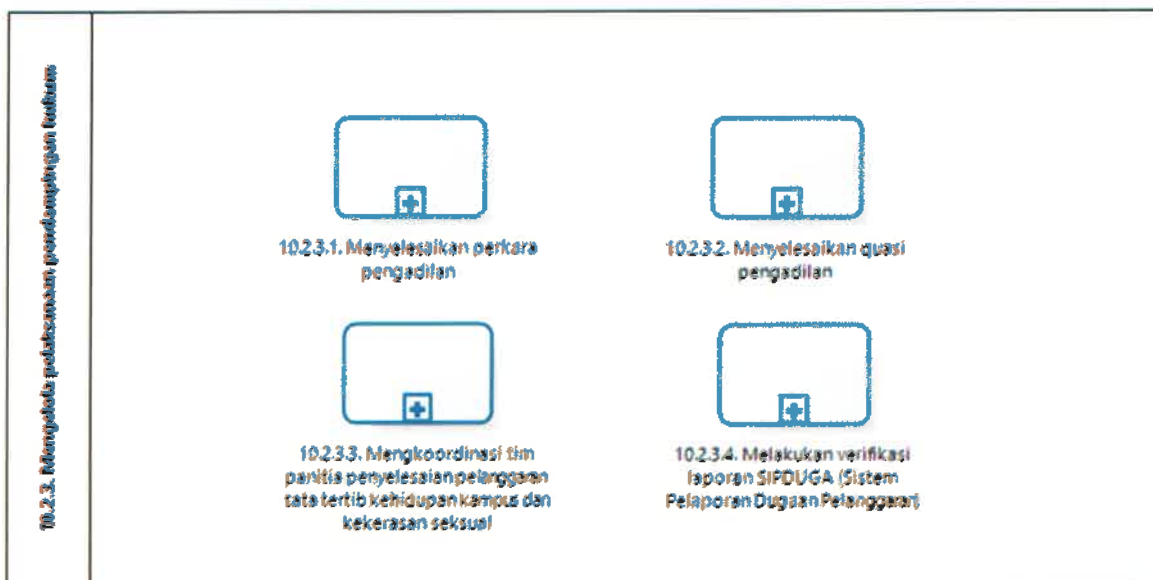 10.2.3. Mengelola pelaksanaan pendampingan hukum
10.2.3.1. Menyelesaikan perkara
pengadilan
10.2.3.2. Menyelesaikan quasi
pengadilan
10.2.3.3. Mengkoordinasi tim
panitia penyelesaian pelanggaran
tata tertib kehidupan kampus dan
kekerasan seksual
10.2.3.4. Melakukan verifikasi
laporan SIPDUGA (Sistem
Pelaporan Dugaan Pelanggaran)